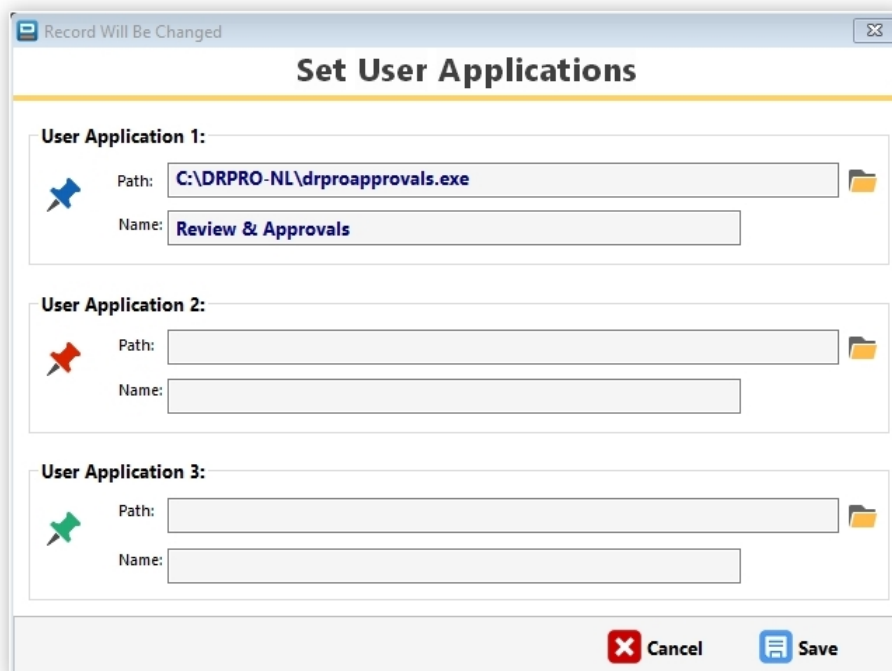 Record Will Be Changed
Set User Applications
User Application 1:
Path: C:\DRPRO-NL\drproapprovals.exe
Name: Review & Approvals
User Application 2:
Path:
Name:
User Application 3:
Path:
Name:
Cancel Save